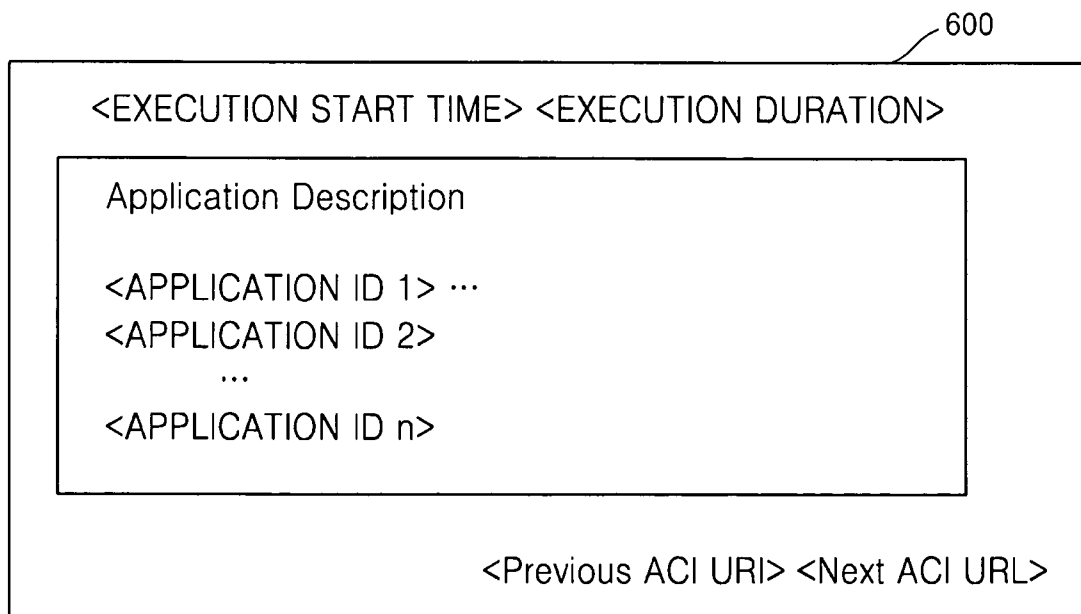 600
<EXECUTION START TIME> <EXECUTION DURATION>
Application Description
<APPLICATION ID 1> ...
<APPLICATION ID 2>
...
<APPLICATION ID n>
<Previous ACI URI> <Next ACI URL>